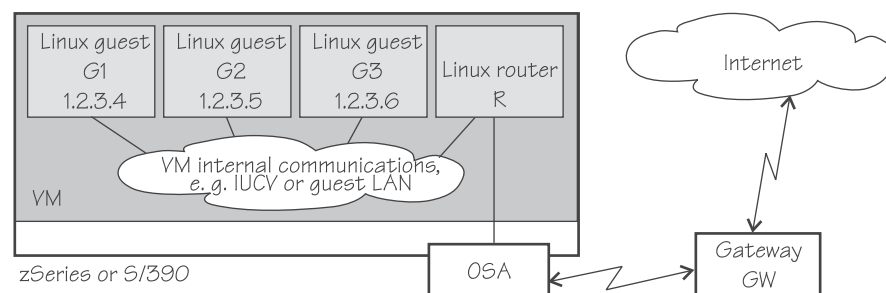 Linux guest
G1
1.2.3.4
Linux guest
G2
1.2.3.5
Linux guest
G3
1.2.3.6
Linux router
R
Internet
VM internal communications,
e. g. IUCV or guest LAN
VM
zSeries or S/390
OSA
Gateway
GW